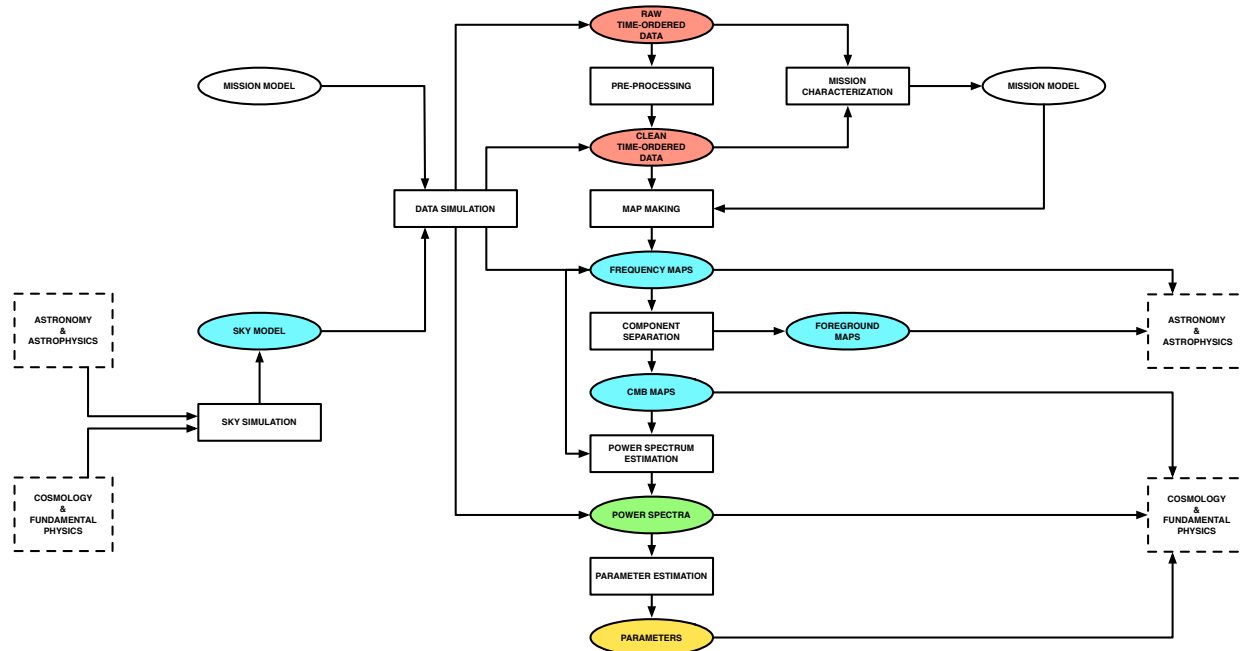 RAW
TIME-ORDERED
DATA
MISSION MODEL
PRE-PROCESSING
MISSION
CHARACTERIZATION
MISSION MODEL
CLEAN
TIME-ORDERED
DATA
DATA SIMULATION
MAP MAKING
FREQUENCY MAPS
ASTRONOMY
&
ASTROPHYSICS
SKY MODEL
COMPONENT
SEPARATION
FOREGROUND
MAPS
ASTRONOMY
&
ASTROPHYSICS
CMB MAPS
SKY SIMULATION
POWER SPECTRUM
ESTIMATION
COSMOLOGY
&
FUNDAMENTAL
PHYSICS
POWER SPECTRA
COSMOLOGY
&
FUNDAMENTAL
PHYSICS
PARAMETER ESTIMATION
PARAMETERS